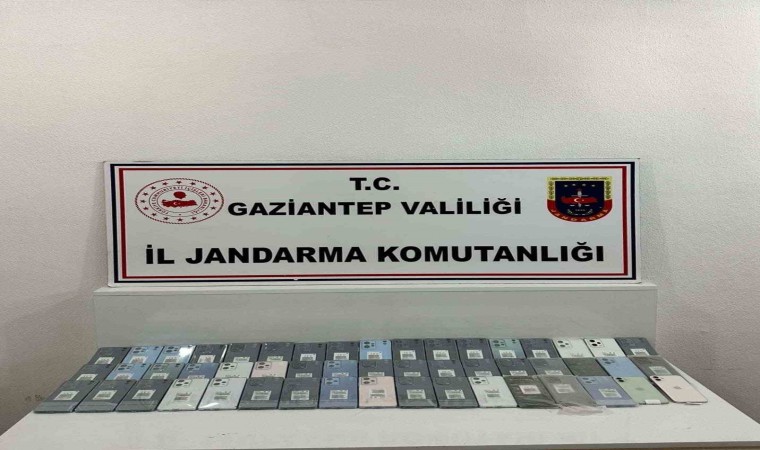 T.C.
GAZİANTEP VALİLİĞİ
İL JANDARMA KOMUTANLIĞI